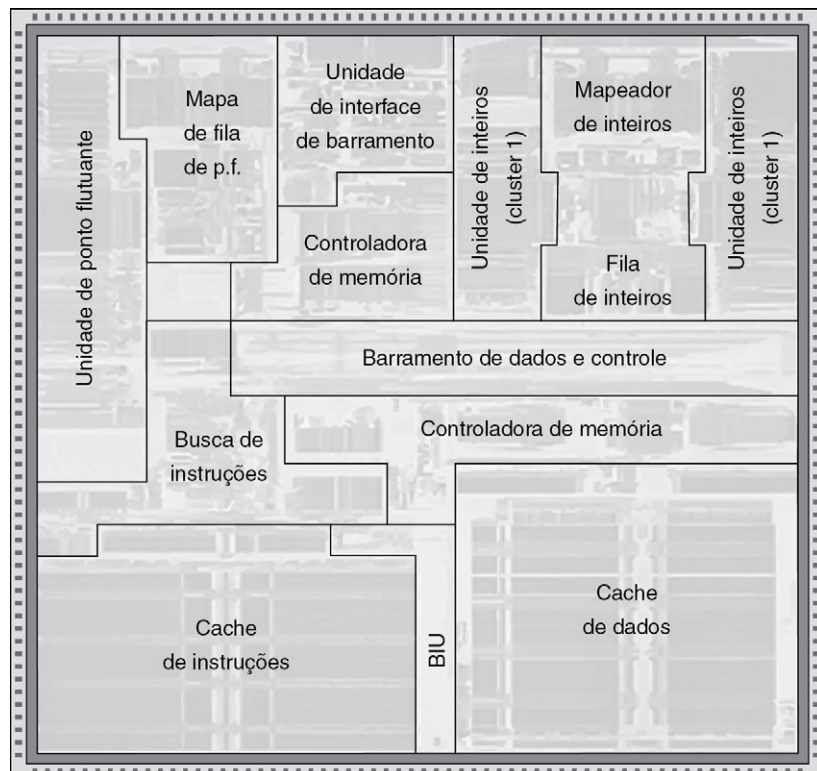 Unidade de ponto flutuante
Mapa
de fila
de p.f.
Unidade
de interface
de barramento
Controladora
de memória
Unidade de inteiros
(cluster 1)
Mapeador
de inteiros
Fila
de inteiros
Unidade de inteiros
(cluster 1)
Barramento de dados e controle
Busca de
instruções
Controladora de memória
Cache
de instruções
BIU
Cache
de dados